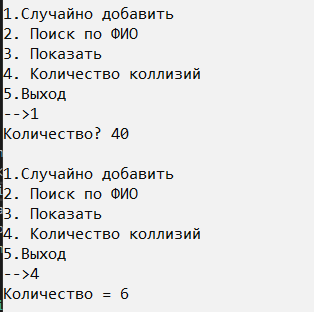 1.Случайно добавить
2. Поиск по ФИО
3. Показать
4. Количество коллизий
5.Выход
-->1
Количество? 40
1.Случайно добавить
2. Поиск по ФИО
3. Показать
4. Количество коллизий
5.Выход
-->4
Количество = 6